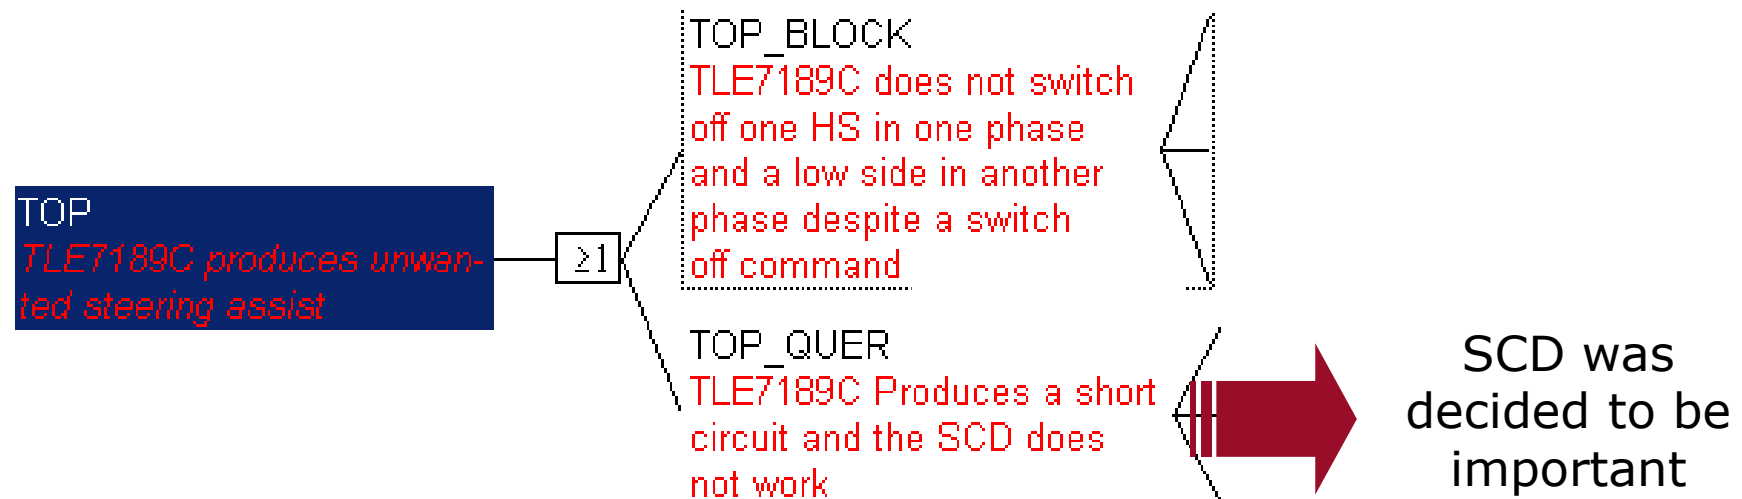 TOP_BLOCK
TLE7189C does not switch
off one HS in one phase
and a low side in another
phase despite a switch
off command
TOP
TLE7189C produces unwan-
ted steering assist
≥1
TOP_QUER
TLE7189C Produces a short
circuit and the SCD does
not work
SCD was
decided to be
important